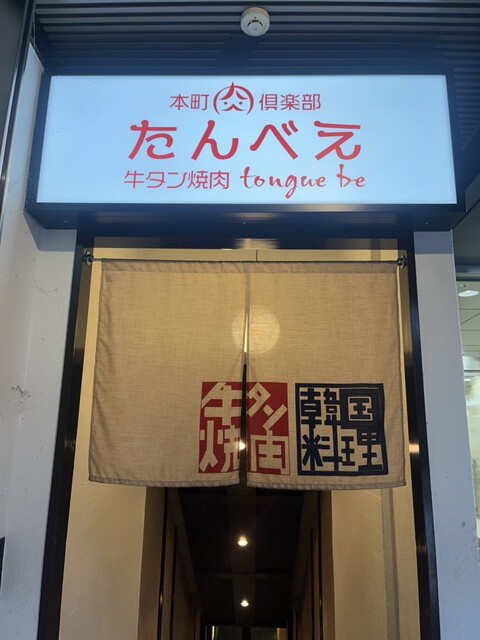 本町 倶楽部
たんべえ
牛タン焼肉 tongue be
牛タン
焼肉
韓国
料理